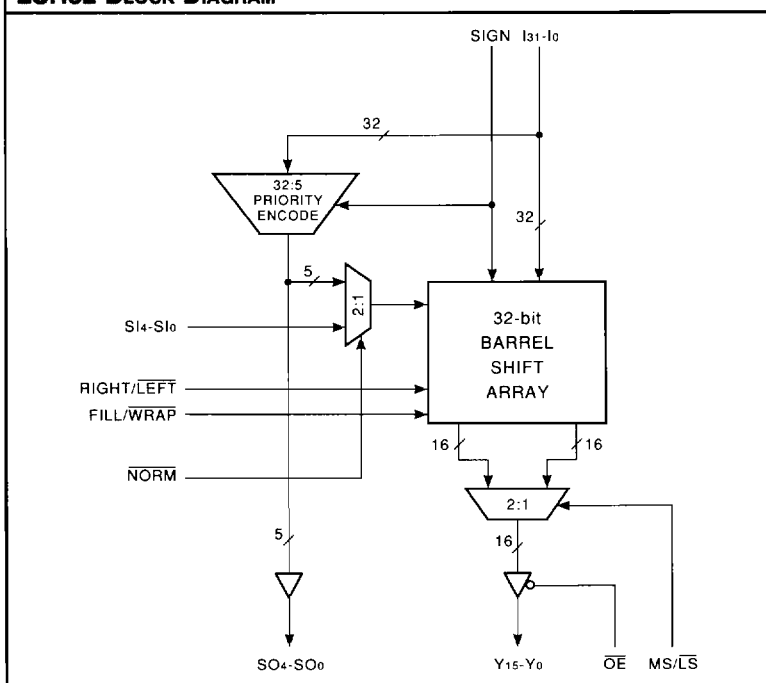 BLOCK DIAGRAM
SIGN I31-I0
32
32:5
PRIORITY
ENCODE
32
5
2:1
SI4-SI0
32-bit
BARREL
SHIFT
ARRAY
RIGHT/LEFT
FILL/WRAP
16
16
NORM
2:1
5
16
SO4-SO0
Y15-Y0
OE
MS/LS